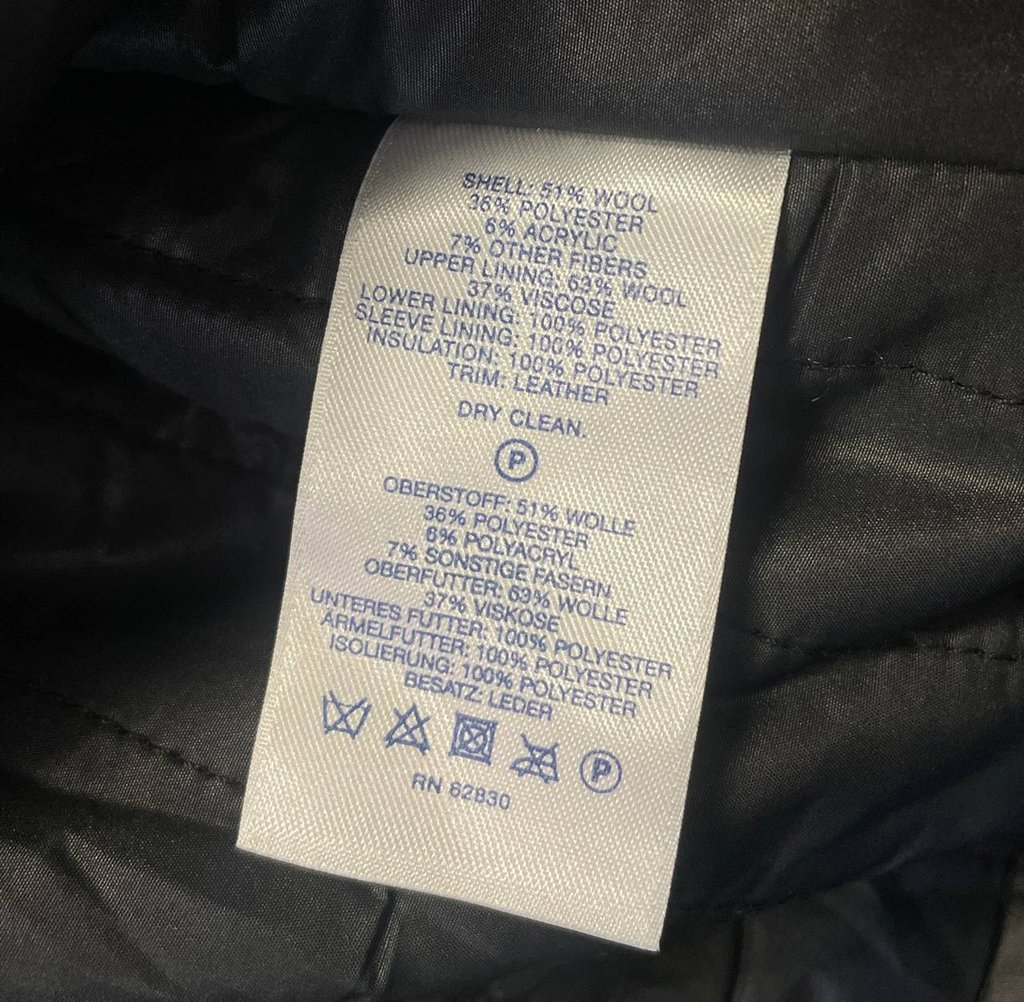 SHELL: 51% WOOL
36% POLYESTER
6% ACRYLIC
7% OTHER FIBERS
UPPER LINING: 63% WOOL
37% VISCOSE
LOWER LINING: 100% POLYESTER
SLEEVE LINING: 100% POLYESTER
INSULATION: 100% POLYESTER
TRIM: LEATHER
DRY CLEAN.
P
OBERSTOFF: 51% WOLLE
36% POLYESTER
6% POLYACRYL
7% SONSTIGE FASERN
OBERFUTTER: 63% WOLLE
37% VISKOSE
UNTERES FUTTER: 100% POLYESTER
ARMELFUTTER: 100% POLYESTER
ISOLIERUNG: 100% POLYESTER
BESATZ: LEDER
P
RN 62830